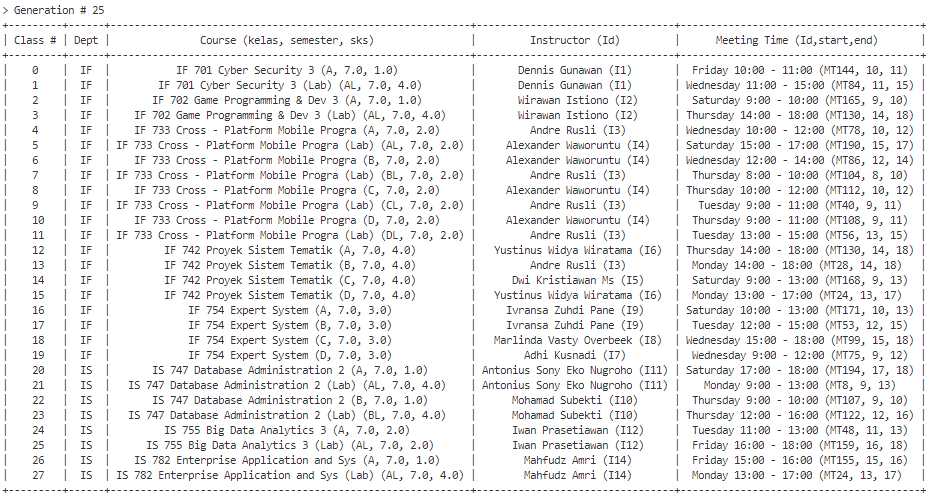 > Generation # 25
Class # | Dept | Course (kelas, semester, sks) | Instructor (Id) | Meeting Time (Id,start,end)
0 | IF | IF 701 Cyber Security 3 (A, 7.0, 1.0) | Dennis Gunawan (I1) | Friday 10:00 - 11:00 (MT144, 10, 11)
1 | IF | IF 701 Cyber Security 3 (Lab) (AL, 7.0, 4.0) | Dennis Gunawan (I1) | Wednesday 11:00 - 15:00 (MT84, 11, 15)
2 | IF | IF 702 Game Programming & Dev 3 (A, 7.0, 1.0) | Wirawan Istiono (I2) | Saturday 9:00 - 10:00 (MT165, 9, 10)
3 | IF | IF 702 Game Programming & Dev 3 (Lab) (AL, 7.0, 4.0) | Wirawan Istiono (I2) | Thursday 14:00 - 18:00 (MT130, 14, 18)
4 | IF | IF 733 Cross - Platform Mobile Progra (A, 7.0, 2.0) | Andre Rusli (I3) | Wednesday 10:00 - 12:00 (MT78, 10, 12)
5 | IF | IF 733 Cross - Platform Mobile Progra (Lab) (AL, 7.0, 2.0) | Alexander Waworuntu (I4) | Saturday 15:00 - 17:00 (MT190, 15, 17)
6 | IF | IF 733 Cross - Platform Mobile Progra (B, 7.0, 2.0) | Alexander Waworuntu (I4) | Wednesday 12:00 - 14:00 (MT86, 12, 14)
7 | IF | IF 733 Cross - Platform Mobile Progra (Lab) (BL, 7.0, 2.0) | Andre Rusli (I3) | Thursday 8:00 - 10:00 (MT104, 8, 10)
8 | IF | IF 733 Cross - Platform Mobile Progra (C, 7.0, 2.0) | Alexander Waworuntu (I4) | Thursday 10:00 - 12:00 (MT112, 10, 12)
9 | IF | IF 733 Cross - Platform Mobile Progra (Lab) (CL, 7.0, 2.0) | Andre Rusli (I3) | Tuesday 9:00 - 11:00 (MT40, 9, 11)
10 | IF | IF 733 Cross - Platform Mobile Progra (D, 7.0, 2.0) | Alexander Waworuntu (I4) | Thursday 9:00 - 11:00 (MT108, 9, 11)
11 | IF | IF 733 Cross - Platform Mobile Progra (Lab) (DL, 7.0, 2.0) | Andre Rusli (I3) | Tuesday 13:00 - 15:00 (MT56, 13, 15)
12 | IF | IF 742 Proyek Sistem Tematik (A, 7.0, 4.0) | Yustinus Widya Wiratama (I6) | Thursday 14:00 - 18:00 (MT130, 14, 18)
13 | IF | IF 742 Proyek Sistem Tematik (B, 7.0, 4.0) | Andre Rusli (I3) | Monday 14:00 - 18:00 (MT28, 14, 18)
14 | IF | IF 742 Proyek Sistem Tematik (C, 7.0, 4.0) | Dwi Kristiawan Ms (I5) | Saturday 9:00 - 13:00 (MT168, 9, 13)
15 | IF | IF 742 Proyek Sistem Tematik (D, 7.0, 4.0) | Yustinus Widya Wiratama (I6) | Monday 13:00 - 17:00 (MT24, 13, 17)
16 | IF | IF 754 Expert System (A, 7.0, 3.0) | Ivransa Zuhdi Pane (I9) | Saturday 10:00 - 13:00 (MT171, 10, 13)
17 | IF | IF 754 Expert System (B, 7.0, 3.0) | Ivransa Zuhdi Pane (I9) | Tuesday 12:00 - 15:00 (MT53, 12, 15)
18 | IF | IF 754 Expert System (C, 7.0, 3.0) | Marlinda Vasty Overbeek (I8) | Wednesday 15:00 - 18:00 (MT99, 15, 18)
19 | IF | IF 754 Expert System (D, 7.0, 3.0) | Adhi Kusnadi (I7) | Wednesday 9:00 - 12:00 (MT75, 9, 12)
20 | IS | IS 747 Database Administration 2 (A, 7.0, 1.0) | Antonius Sony Eko Nugroho (I11) | Saturday 17:00 - 18:00 (MT194, 17, 18)
21 | IS | IS 747 Database Administration 2 (Lab) (AL, 7.0, 4.0) | Antonius Sony Eko Nugroho (I11) | Monday 9:00 - 13:00 (MT8, 9, 13)
22 | IS | IS 747 Database Administration 2 (B, 7.0, 1.0) | Mohamad Subekti (I10) | Thursday 9:00 - 10:00 (MT107, 9, 10)
23 | IS | IS 747 Database Administration 2 (Lab) (BL, 7.0, 4.0) | Mohamad Subekti (I10) | Thursday 12:00 - 16:00 (MT122, 12, 16)
24 | IS | IS 755 Big Data Analytics 3 (A, 7.0, 2.0) | Iwan Prasetiawan (I12) | Tuesday 11:00 - 13:00 (MT48, 11, 13)
25 | IS | IS 755 Big Data Analytics 3 (Lab) (AL, 7.0, 2.0) | Iwan Prasetiawan (I12) | Friday 16:00 - 18:00 (MT159, 16, 18)
26 | IS | IS 782 Enterprise Application and Sys (A, 7.0, 1.0) | Mahfudz Amri (I14) | Friday 15:00 - 16:00 (MT155, 15, 16)
27 | IS | IS 782 Enterprise Application and Sys (Lab) (AL, 7.0, 4.0) | Mahfudz Amri (I14) | Monday 13:00 - 17:00 (MT24, 13, 17)